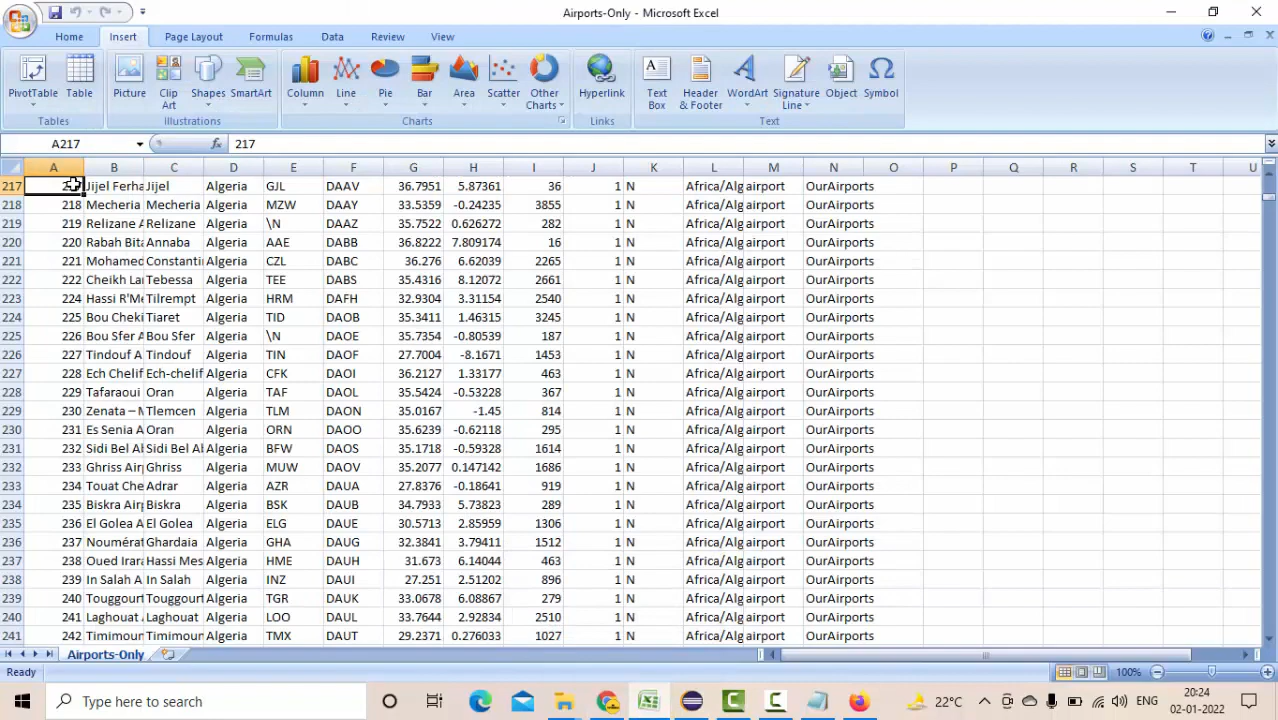 Airports-Only - Microsoft Excel
Home Insert Page Layout Formulas Data Review View
PivotTable Table Picture Clip Art Shapes SmartArt Column Line Pie Bar Area Scatter Other Charts Hyperlink Text Box Header & Footer WordArt Signature Line Object Symbol
Tables Illustrations Charts Links Text
A217 fx 217
A B C D E F G H I J K L M N O P Q R S T U
217 Jijel Ferha Jijel Algeria GJL DAAV 36.7951 5.87361 36 1 N Africa/Alg airport OurAirports
218 218 Mecheria Mecheria Algeria MZW DAAY 33.5359 -0.24235 3855 1 N Africa/Alg airport OurAirports
219 219 Relizane A Relizane Algeria \N DAAZ 35.7522 0.626272 282 1 N Africa/Alg airport OurAirports
220 220 Rabah Bita Annaba Algeria AAE DABB 36.8222 7.809174 16 1 N Africa/Alg airport OurAirports
221 221 Mohamed Constantin Algeria CZL DABC 36.276 6.62039 2265 1 N Africa/Alg airport OurAirports
222 222 Cheikh Lar Tebessa Algeria TEE DABS 35.4316 8.12072 2661 1 N Africa/Alg airport OurAirports
223 224 Hassi R'Me Tilrempt Algeria HRM DAFH 32.9304 3.31154 2540 1 N Africa/Alg airport OurAirports
224 225 Bou Cheki Tiaret Algeria TID DAOB 35.3411 1.46315 3245 1 N Africa/Alg airport OurAirports
225 226 Bou Sfer A Bou Sfer Algeria \N DAOE 35.7354 -0.80539 187 1 N Africa/Alg airport OurAirports
226 227 Tindouf A Tindouf Algeria TIN DAOF 27.7004 -8.1671 1453 1 N Africa/Alg airport OurAirports
227 228 Ech Chelif Ech-chelif Algeria CFK DAOI 36.2127 1.33177 463 1 N Africa/Alg airport OurAirports
228 229 Tafaraoui Oran Algeria TAF DAOL 35.5424 -0.53228 367 1 N Africa/Alg airport OurAirports
229 230 Zenata – M Tlemcen Algeria TLM DAON 35.0167 -1.45 814 1 N Africa/Alg airport OurAirports
230 231 Es Senia A Oran Algeria ORN DAOO 35.6239 -0.62118 295 1 N Africa/Alg airport OurAirports
231 232 Sidi Bel Ab Sidi Bel Ab Algeria BFW DAOS 35.1718 -0.59328 1614 1 N Africa/Alg airport OurAirports
232 233 Ghriss Airp Ghriss Algeria MUW DAOV 35.2077 0.147142 1686 1 N Africa/Alg airport OurAirports
233 234 Touat Che Adrar Algeria AZR DAUA 27.8376 -0.18641 919 1 N Africa/Alg airport OurAirports
234 235 Biskra Airp Biskra Algeria BSK DAUB 34.7933 5.73823 289 1 N Africa/Alg airport OurAirports
235 236 El Golea A El Golea Algeria ELG DAUE 30.5713 2.85959 1306 1 N Africa/Alg airport OurAirports
236 237 Noumérat Ghardaia Algeria GHA DAUG 32.3841 3.79411 1512 1 N Africa/Alg airport OurAirports
237 238 Oued Irara Hassi Mes Algeria HME DAUH 31.673 6.14044 463 1 N Africa/Alg airport OurAirports
238 239 In Salah A In Salah Algeria INZ DAUI 27.251 2.51202 896 1 N Africa/Alg airport OurAirports
239 240 Touggourt Touggourt Algeria TGR DAUK 33.0678 6.08867 279 1 N Africa/Alg airport OurAirports
240 241 Laghouat Laghouat Algeria LOO DAUL 33.7644 2.92834 2510 1 N Africa/Alg airport OurAirports
241 242 Timimoun Timimoun Algeria TMX DAUT 29.2371 0.276033 1027 1 N Africa/Alg airport OurAirports
Airports-Only
Ready 100%
Type here to search 22°C ENG 20:24
02-01-2022